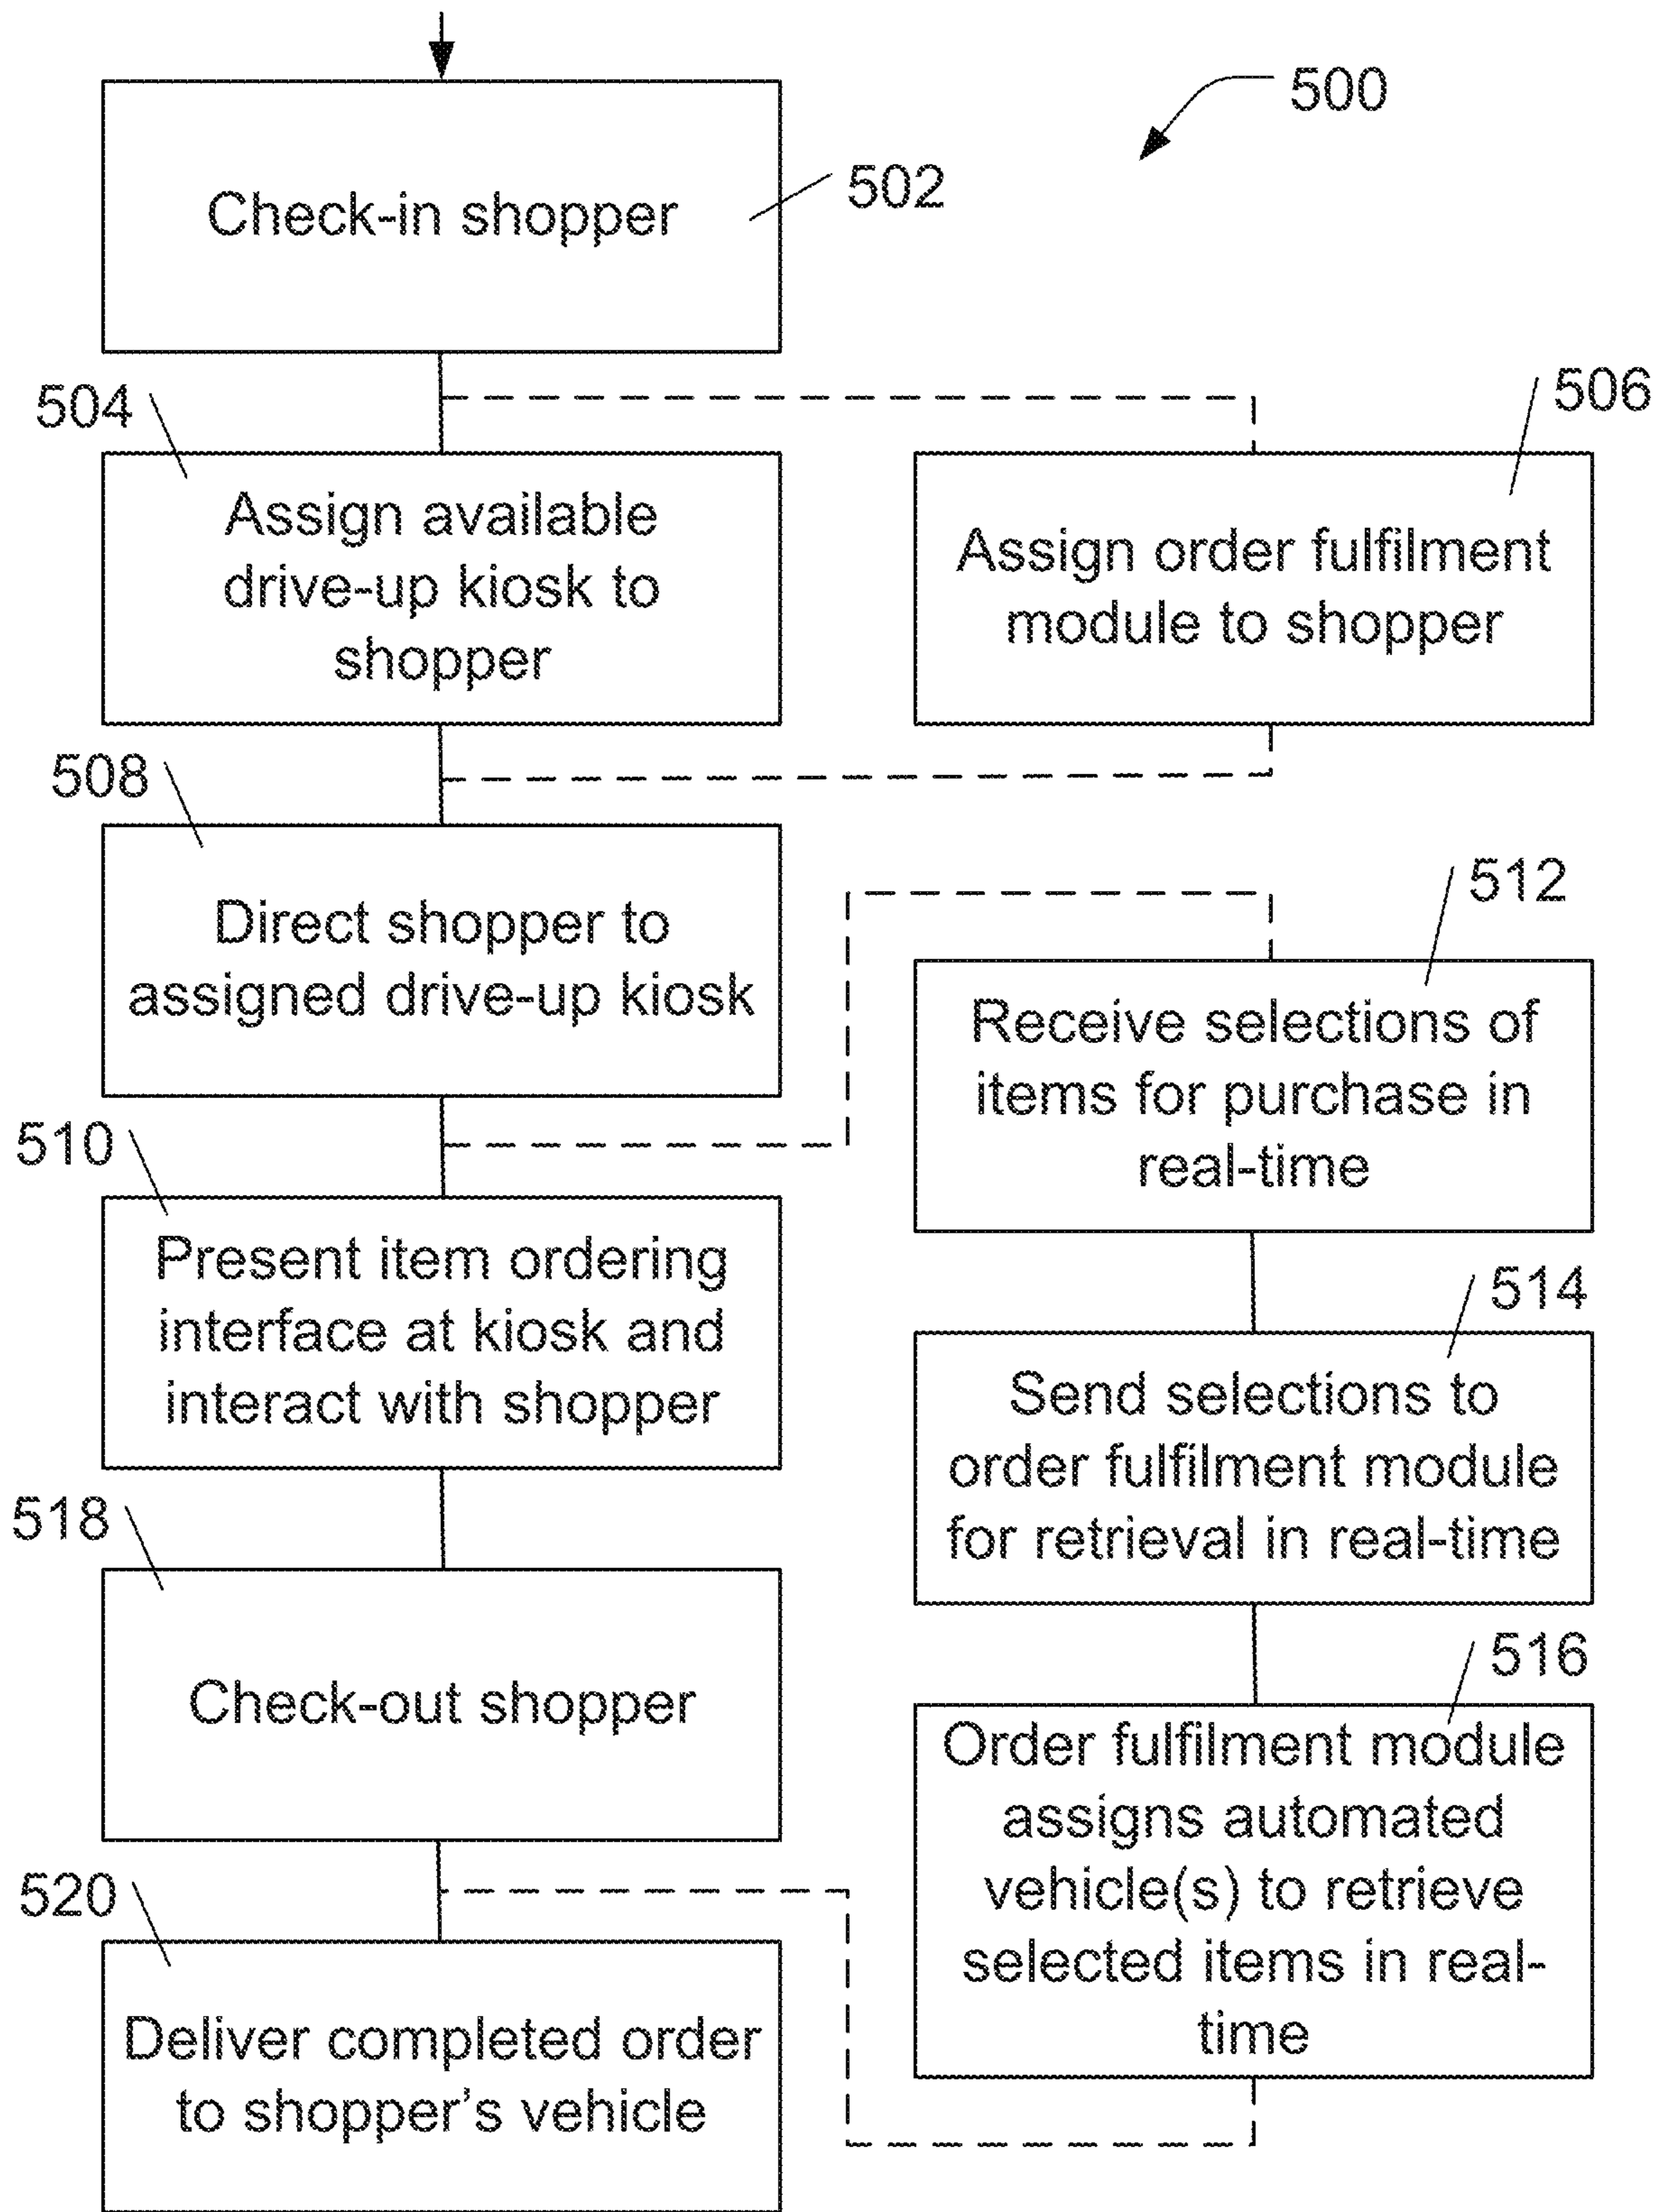 500
Check-in shopper
502
504
Assign available
drive-up kiosk to
shopper
506
Assign order fulfilment
module to shopper
508
Direct shopper to
assigned drive-up kiosk
510
Present item ordering
interface at kiosk and
interact with shopper
512
Receive selections of
items for purchase in
real-time
514
Send selections to
order fulfilment module
for retrieval in real-time
516
Order fulfilment module
assigns automated
vehicle(s) to retrieve
selected items in real-
time
518
Check-out shopper
520
Deliver completed order
to shopper's vehicle